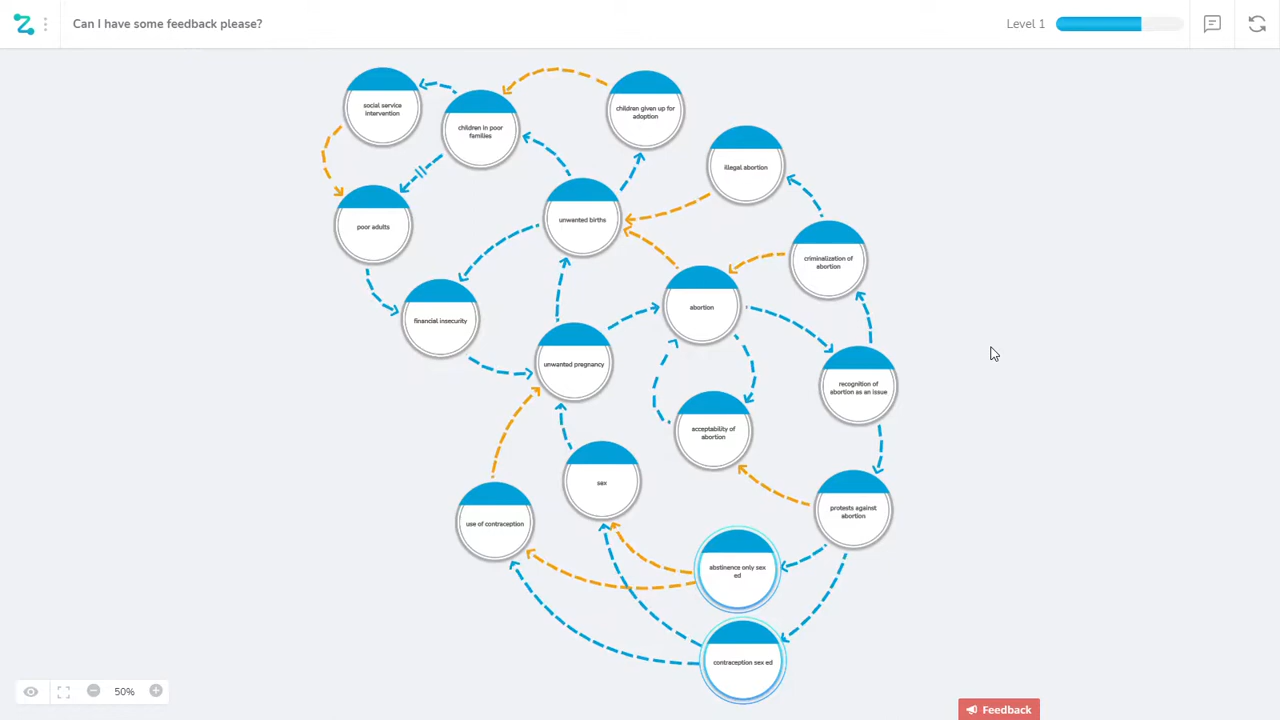 Can I have some feedback please?
Level 1
social service
intervention
children in poor
families
children given up for
adoption
illegal abortion
poor adults
unwanted births
criminalization of
abortion
abortion
financial insecurity
unwanted pregnancy
recognition of
abortion as an issue
acceptability of
abortion
sex
use of contraception
protests against
abortion
abstinence only sex
ed
contraception sex ed
50%
Feedback